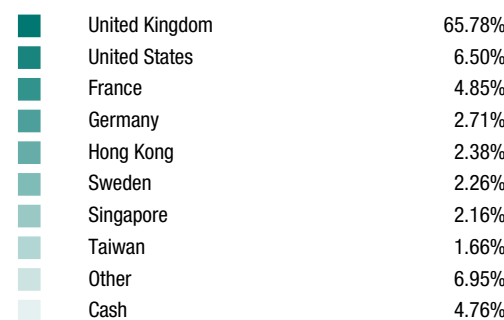 United Kingdom 65.78%
United States 6.50%
France 4.85%
Germany 2.71%
Hong Kong 2.38%
Sweden 2.26%
Singapore 2.16%
Taiwan 1.66%
Other 6.95%
Cash 4.76%